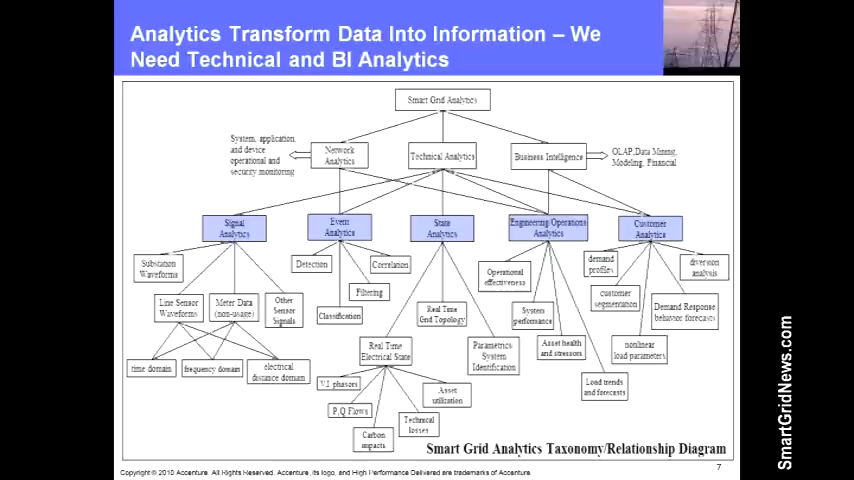 Analytics Transform Data Into Information – We
Need Technical and BI Analytics
Smart Grid Analytics
System, application,
and device
operational and
security monitoring
Network
Analytics
Technical Analytics
Business Intelligence
OLAP, Data Mining,
Modeling, Financial
Signal
Analytics
Event
Analytics
State
Analytics
Engineering/Operations
Analytics
Customer
Analytics
Substation
Waveforms
Detection
Correlation
Operational
effectiveness
demand
profiles
diversion
analysis
Line Sensor
Waveforms
Meter Data
(non-usage)
Other
Sensor
Signals
Filtering
Classification
Real Time
Grid Topology
System
performance
customer
segmentation
Demand Response
behavior forecasts
Real Time
Electrical State
Parametrics
System
Identification
Asset health
and stressors
nonlinear
load parameters
time domain
frequency domain
electrical
distance domain
V,I phasors
Asset
utilization
Load trends
and forecasts
P,Q Flows
Technical
losses
Carbon
impacts
Smart Grid Analytics Taxonomy/Relationship Diagram
Copyright © 2010 Accenture All Rights Reserved. Accenture, its logo, and High Performance Delivered are trademarks of Accenture.
7
SmartGridNews.com